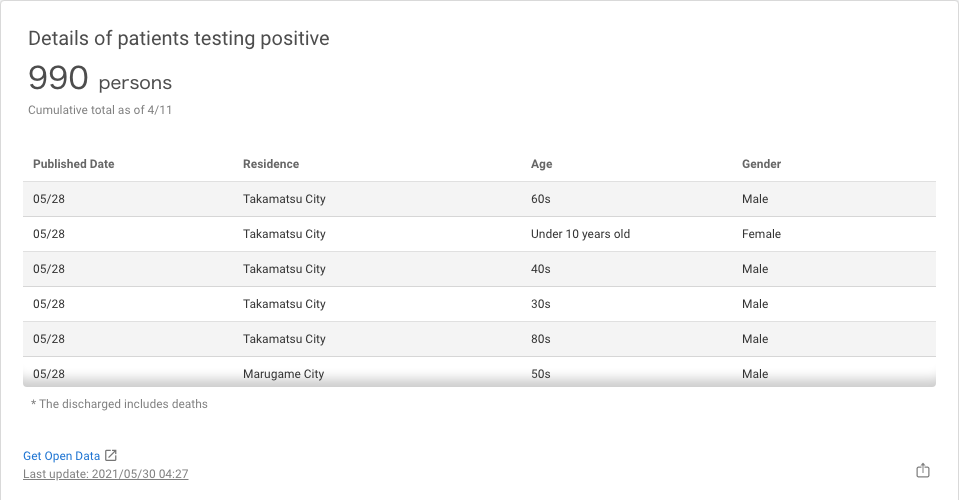 Details of patients testing positive
990 persons
Cumulative total as of 4/11
Published Date Residence Age Gender
05/28 Takamatsu City 60s Male
05/28 Takamatsu City Under 10 years old Female
05/28 Takamatsu City 40s Male
05/28 Takamatsu City 30s Male
05/28 Takamatsu City 80s Male
05/28 Marugame City 50s Male
* The discharged includes deaths
Get Open Data
Last update: 2021/05/30 04:27